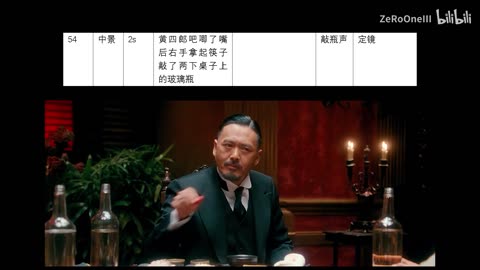 ZeRoOneIII bilibili
54 中景 2s 黄四郎吧唧了嘴 敲瓶声 定镜
后右手拿起筷子
敲了两下桌子上
的玻璃瓶